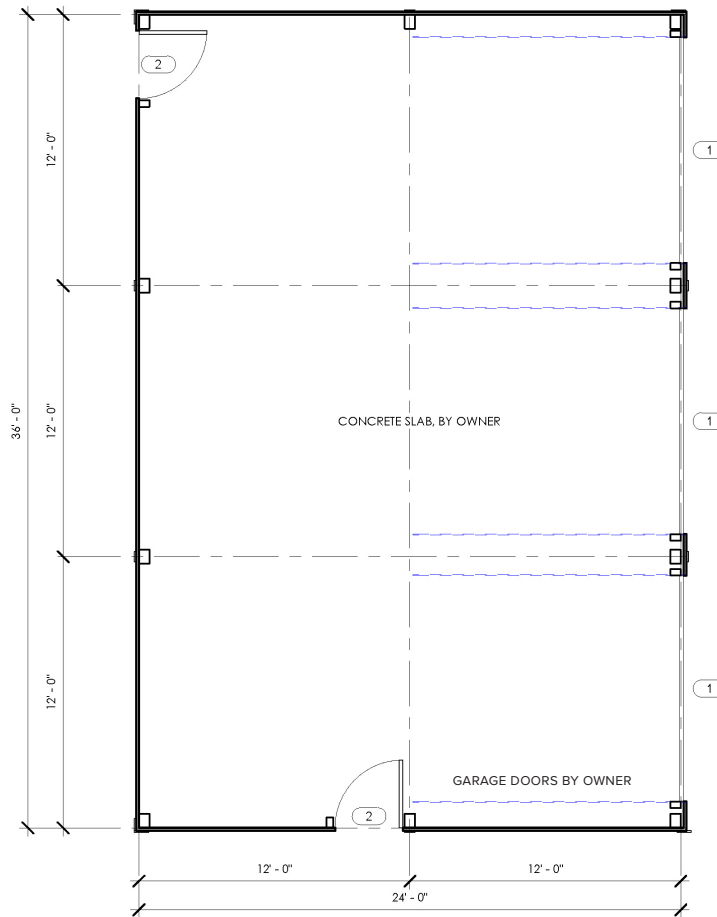 2
12' - 0"
1
36' - 0"
12' - 0"
CONCRETE SLAB, BY OWNER
1
12' - 0"
1
GARAGE DOORS BY OWNER
2
12' - 0"
12' - 0"
24' - 0"